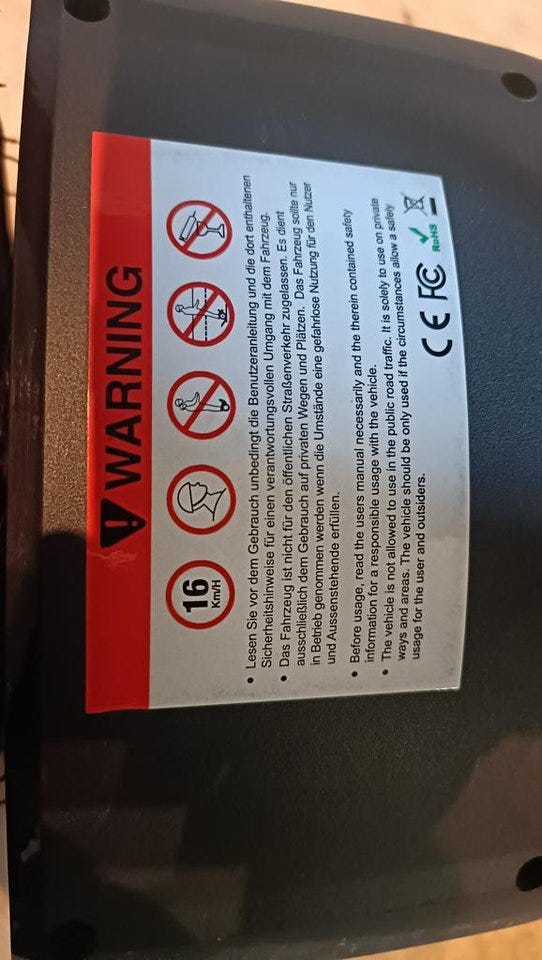 ! WARNING
16
Km/H
• Lesen Sie vor dem Gebrauch unbedingt die Benutzeranleitung und die dort enthaltenen
Sicherheitshinweise für einen verantwortungsvollen Umgang mit dem Fahrzeug.
• Das Fahrzeug ist nicht für den öffentlichen Straßenverkehr zugelassen. Es dient
ausschließlich dem Gebrauch auf privaten Wegen und Plätzen. Das Fahrzeug sollte nur
in Betrieb genommen werden wenn die Umstände eine gefahrlose Nutzung für den Nutzer
und Aussenstehende erfüllen.
• Before usage, read the users manual necessarily and the therein contained safety
information for a responsible usage with the vehicle.
• The vehicle is not allowed to use in the public road traffic. It is solely to use on private
ways and areas. The vehicle should be only used if the circumstances allow a safely
usage for the user and outsiders.
CE FC RoHS